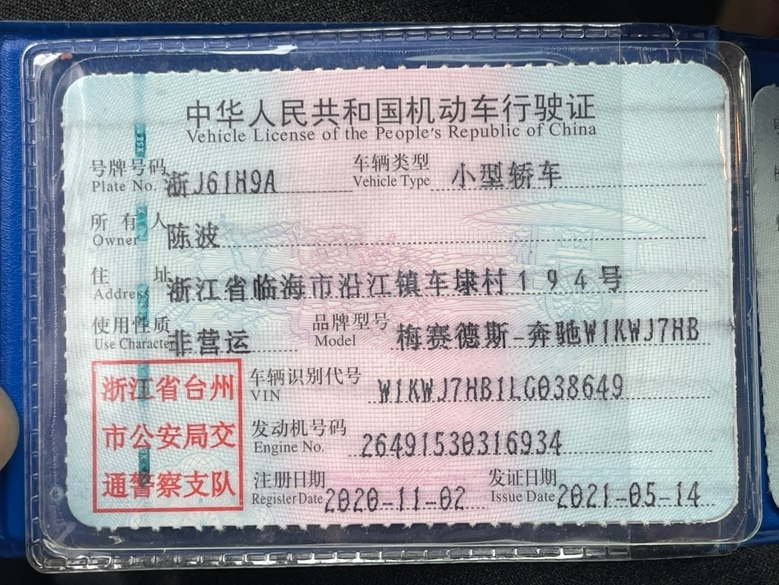 中华人民共和国机动车行驶证
Vehicle License of the People's Republic of China
号牌号码 浙J61H9A 车辆类型 小型轿车
Plate No. Vehicle Type
所有人 陈波
Owner
住址 浙江省临海市沿江镇车埭村194号
Address
使用性质 非营运 品牌型号 梅赛德斯-奔驰W1KWJ7HB
Use Character Model
浙江省台州
市公安局交
通警察支队
车辆识别代号 W1KWJ7HB1LG038649
VIN
发动机号码 26491530316934
Engine No.
注册日期 2020-11-02 发证日期 2021-05-14
Register Date Issue Date